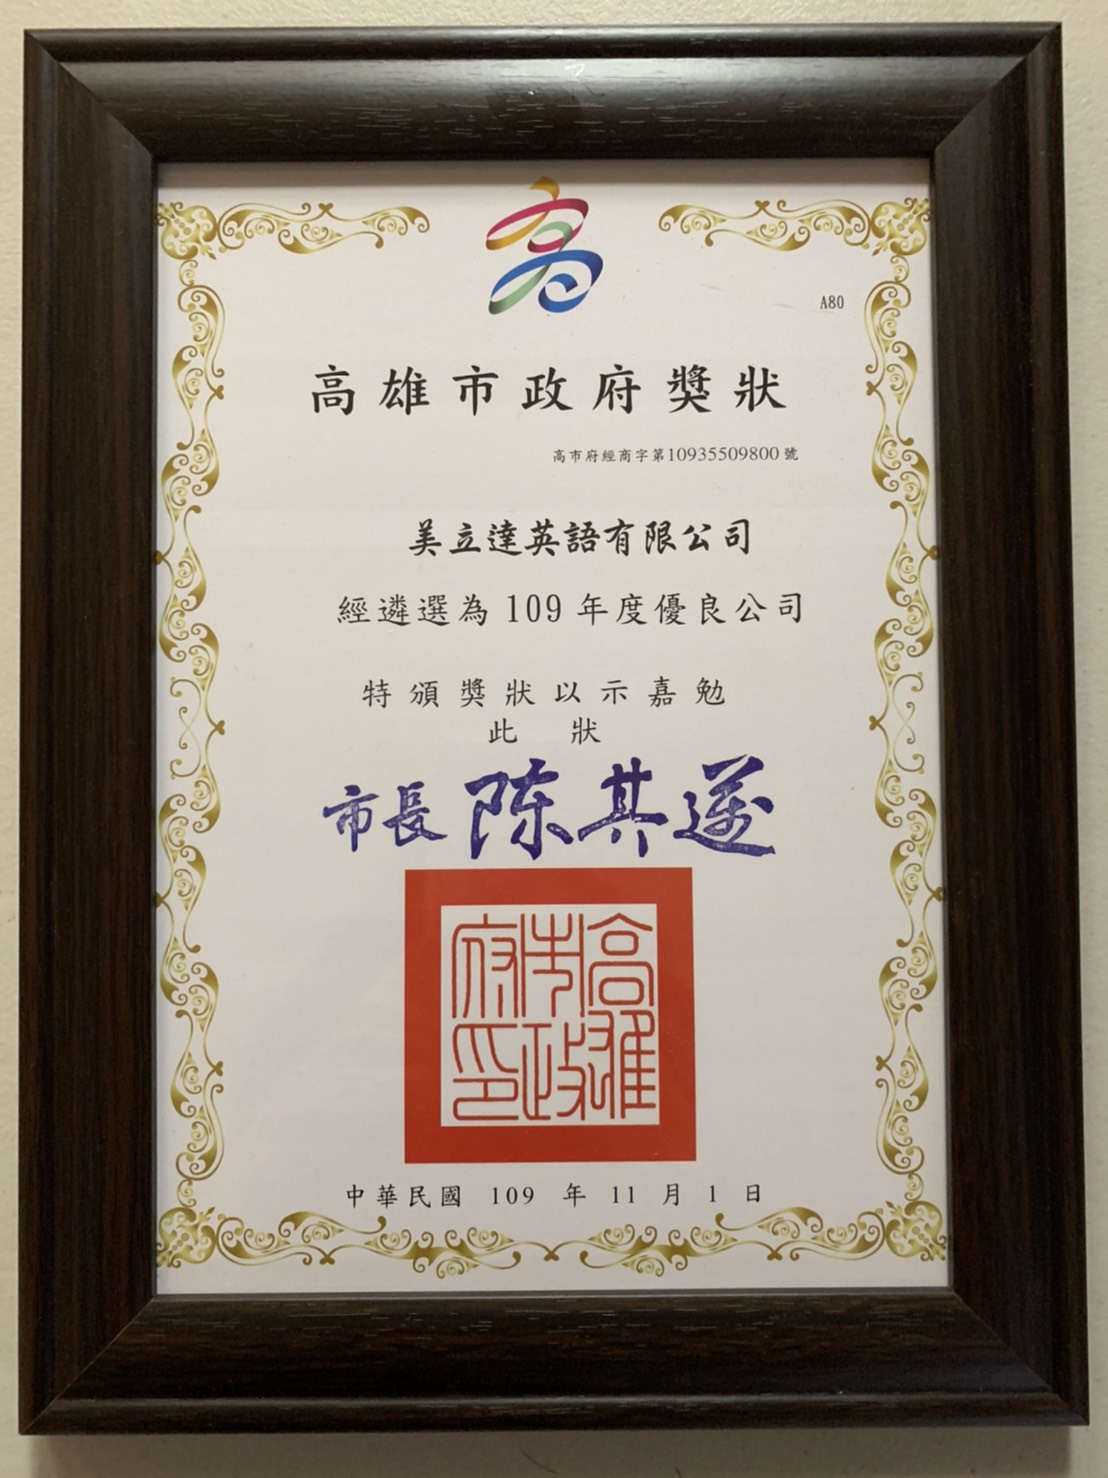 A80
高雄市政府獎狀
高市府經商字第10935509800號
美立達英語有限公司
經遴選為 109 年度優良公司
特頒獎狀以示嘉勉
此狀
市長 陈其邁
高雄市政府印
中華民國 109 年 11 月 1 日